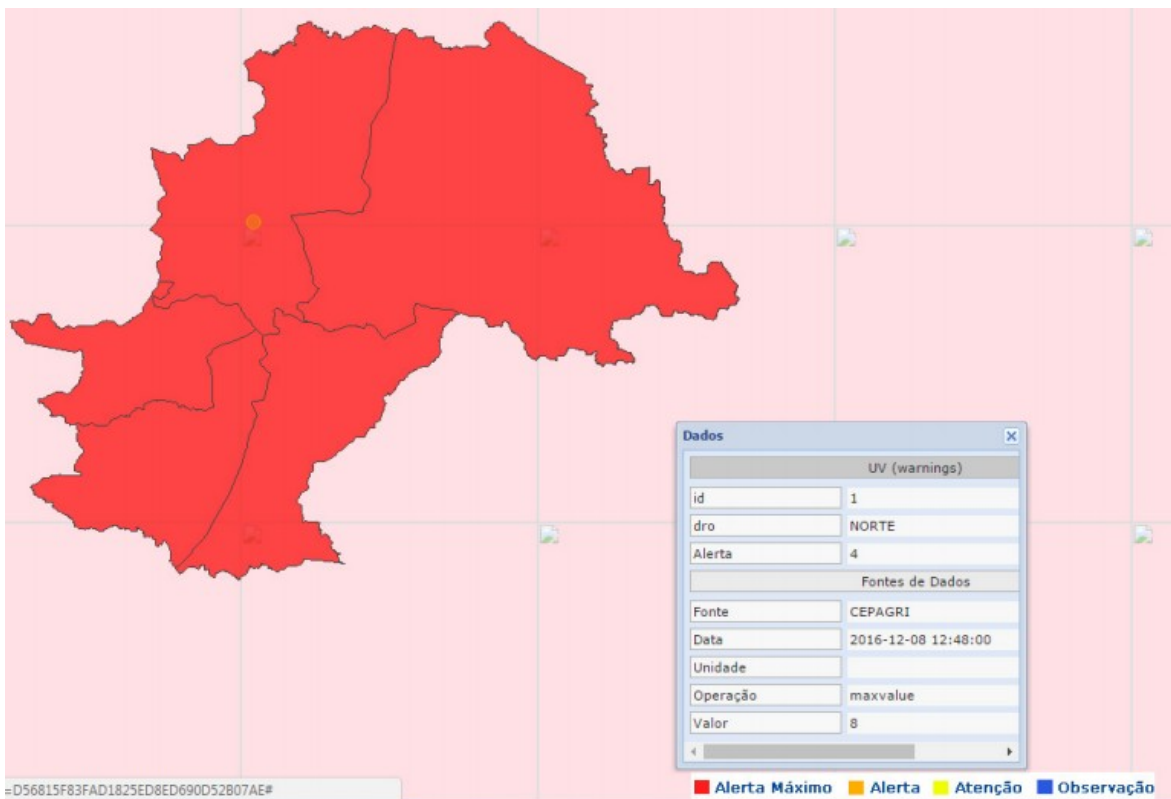 Dados
UV (warnings)
id 1
dro NORTE
Alerta 4
Fontes de Dados
Fonte CEPAGRI
Data 2016-12-08 12:48:00
Unidade
Operação maxvalue
Valor 8
=D56815F83FAD1825ED8ED690D52B07AE#
Alerta Máximo Alerta Atenção Observação